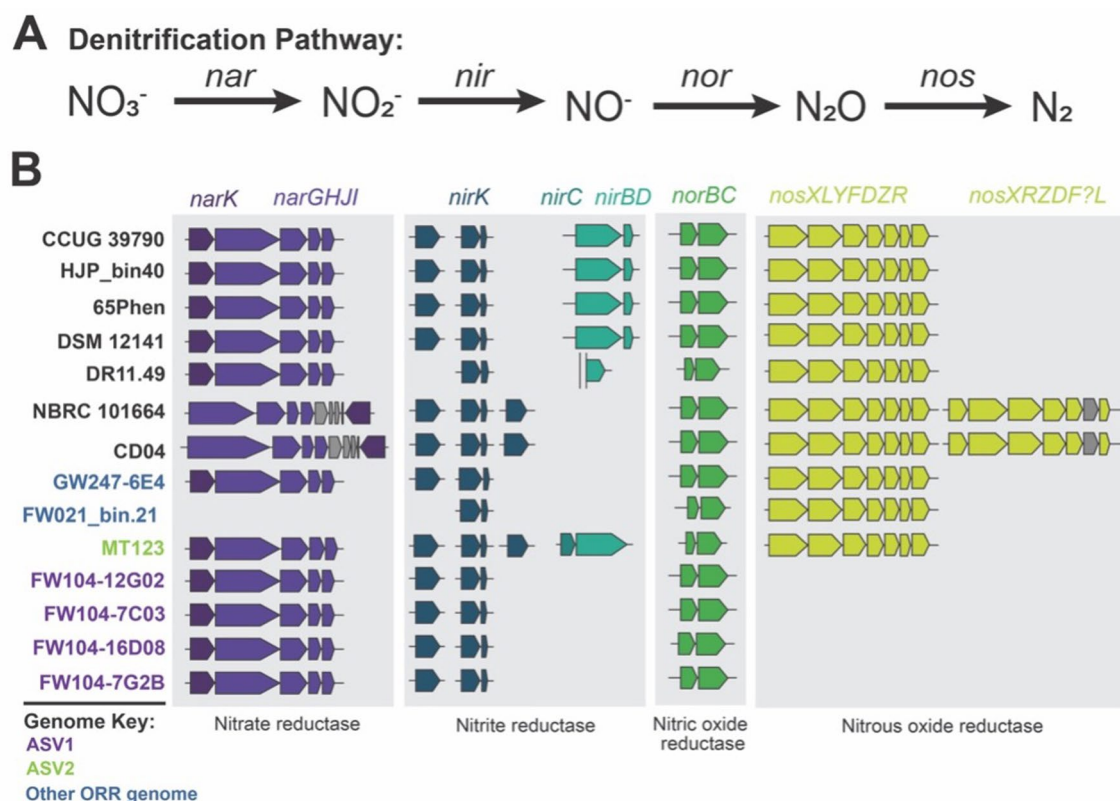 A Denitrification Pathway:
nar nir nor nos
NO₃⁻ NO₂⁻ NO⁻ N₂O N₂
B
narK narGHJI nirK nirC nirBD norBC nosXLYFDZR nosXRZDF?L
CCUG 39790
HJP_bin40
65Phen
DSM 12141
DR11.49
NBRC 101664
CD04
GW247-6E4
FW021_bin.21
MT123
FW104-12G02
FW104-7C03
FW104-16D08
FW104-7G2B
Nitrate reductase
Nitrite reductase
Nitric oxide
reductase
Nitrous oxide reductase
Genome Key:
ASV1
ASV2
Other ORR genome